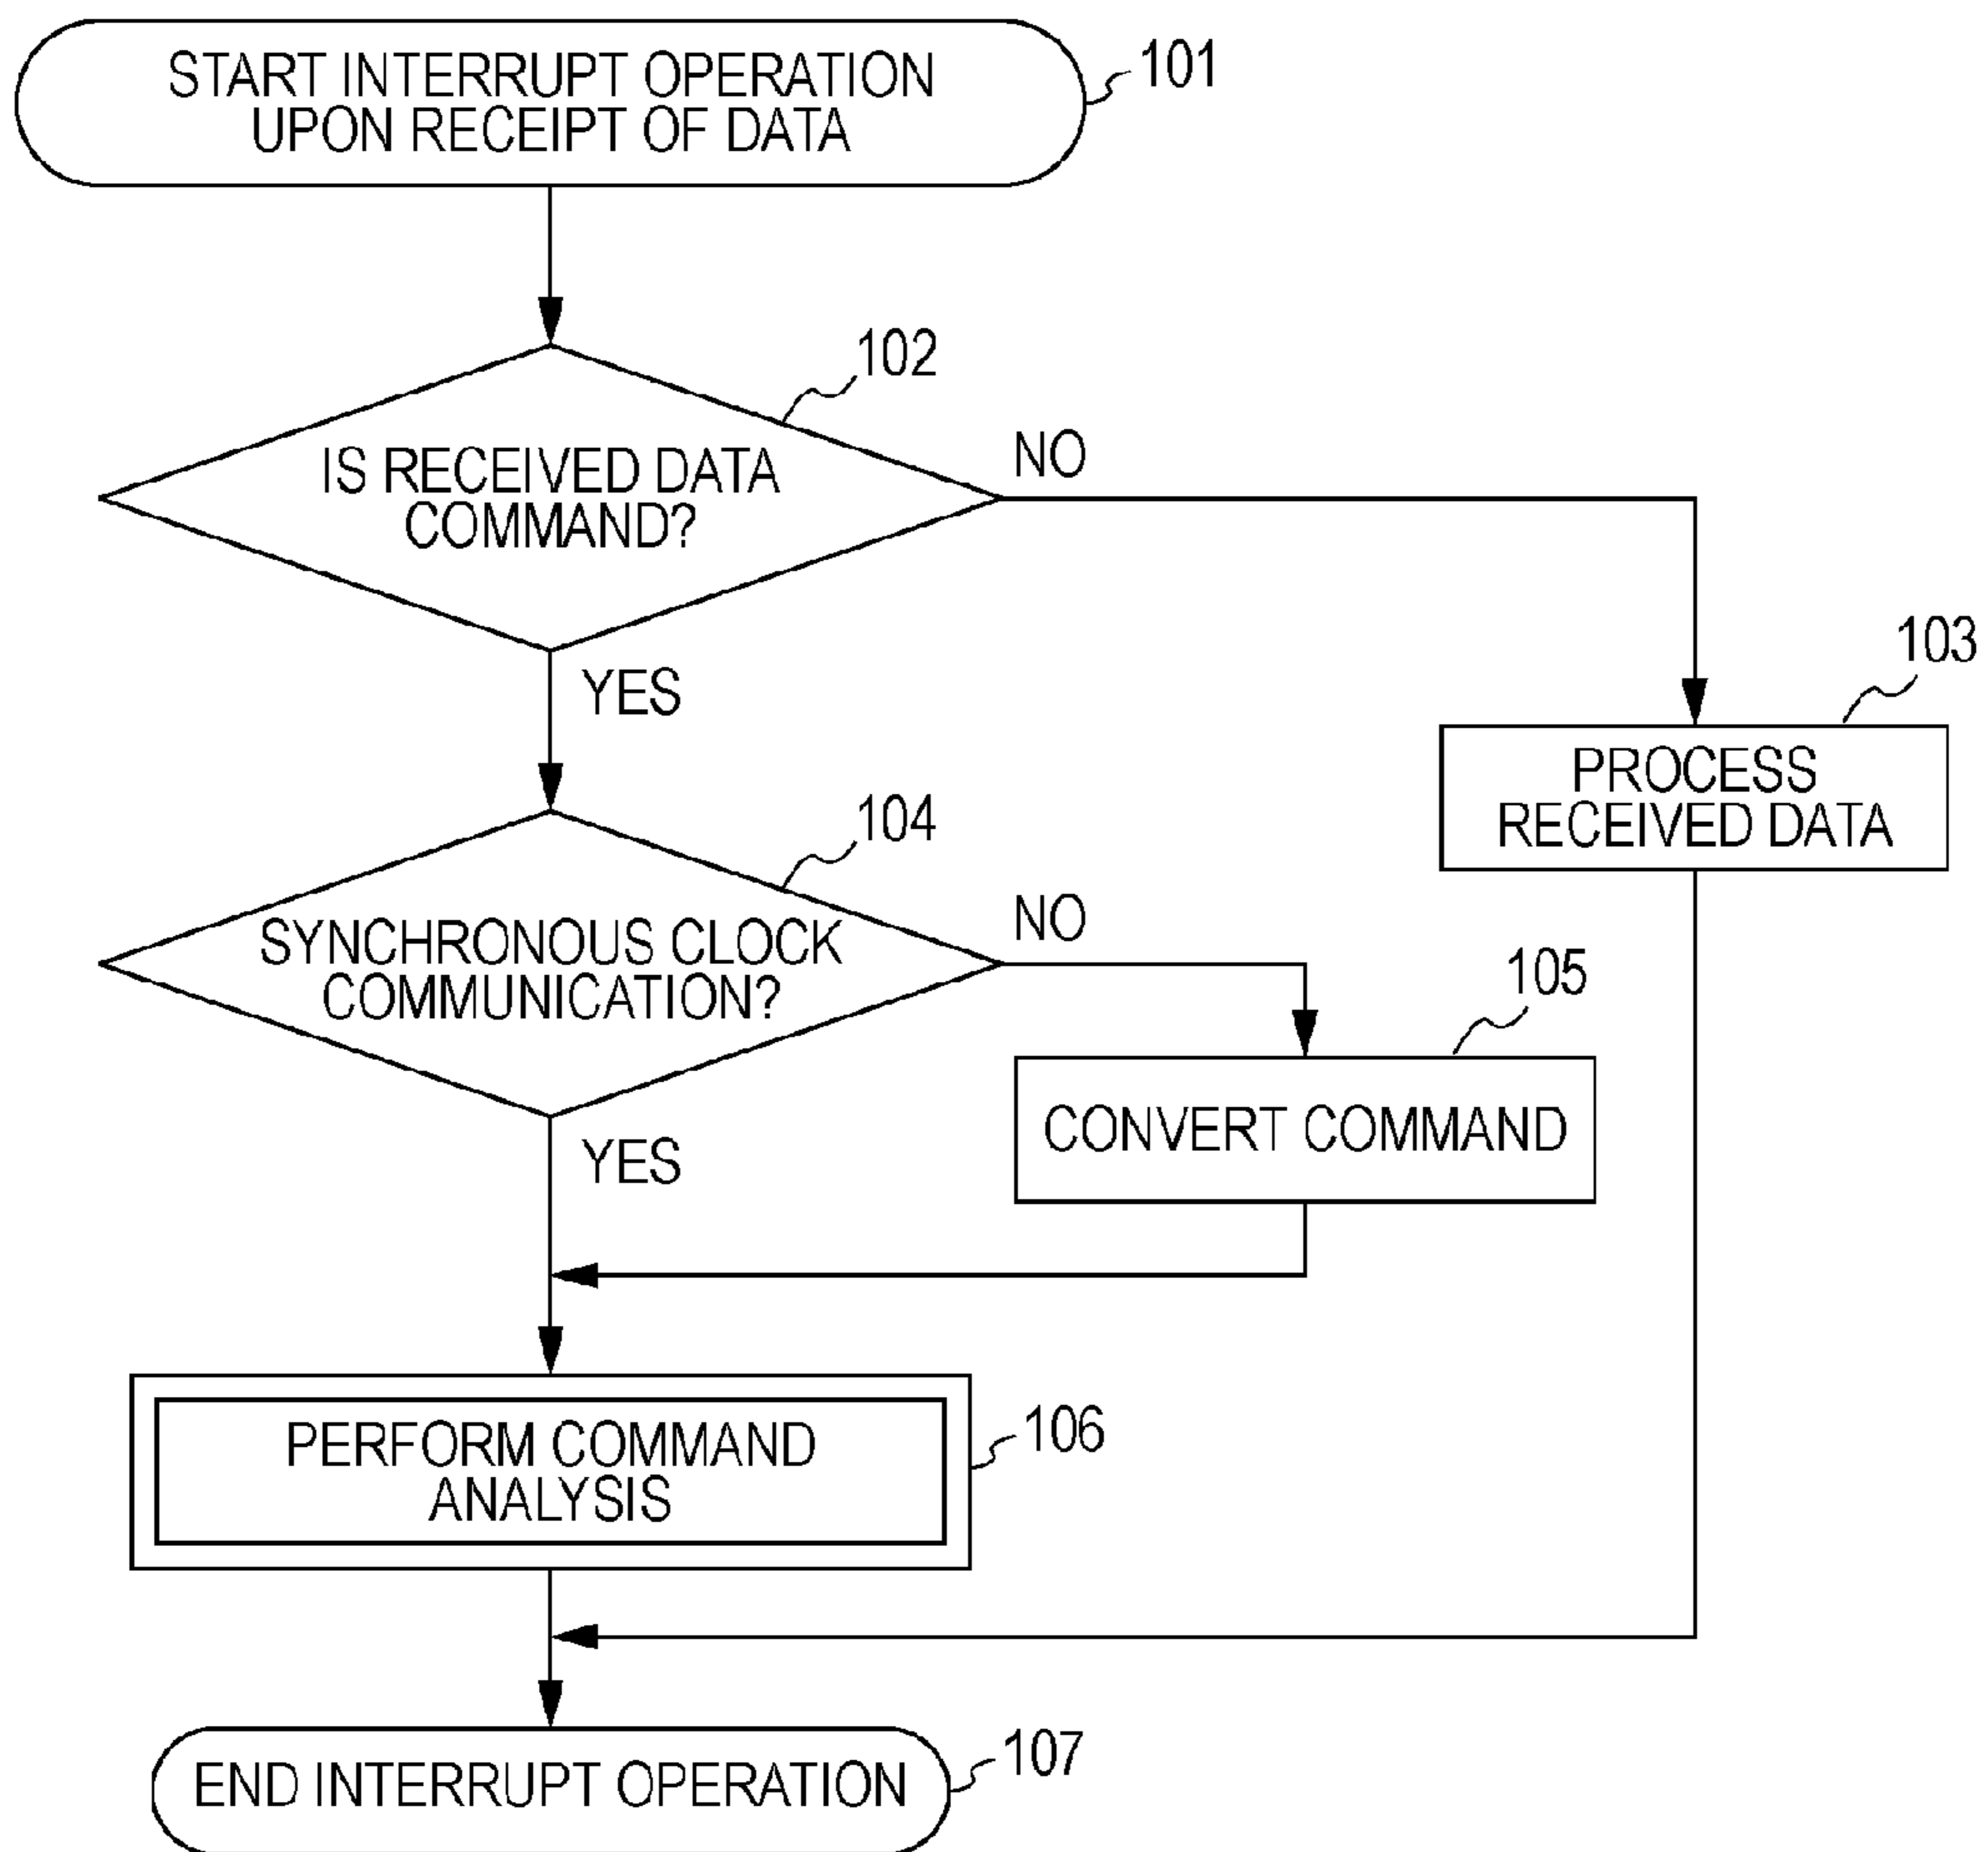 START INTERRUPT OPERATION
UPON RECEIPT OF DATA
101
102
IS RECEIVED DATA
COMMAND?
NO
YES
103
PROCESS
RECEIVED DATA
104
SYNCHRONOUS CLOCK
COMMUNICATION?
NO
YES
105
CONVERT COMMAND
PERFORM COMMAND
ANALYSIS
106
END INTERRUPT OPERATION
107